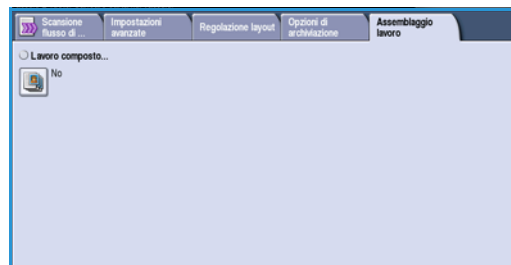 Scansione
flusso di ...
Impostazioni
avanzate
Regolazione layout
Opzioni di
archiviazione
Assemblaggio
lavoro
Lavoro composto...
No